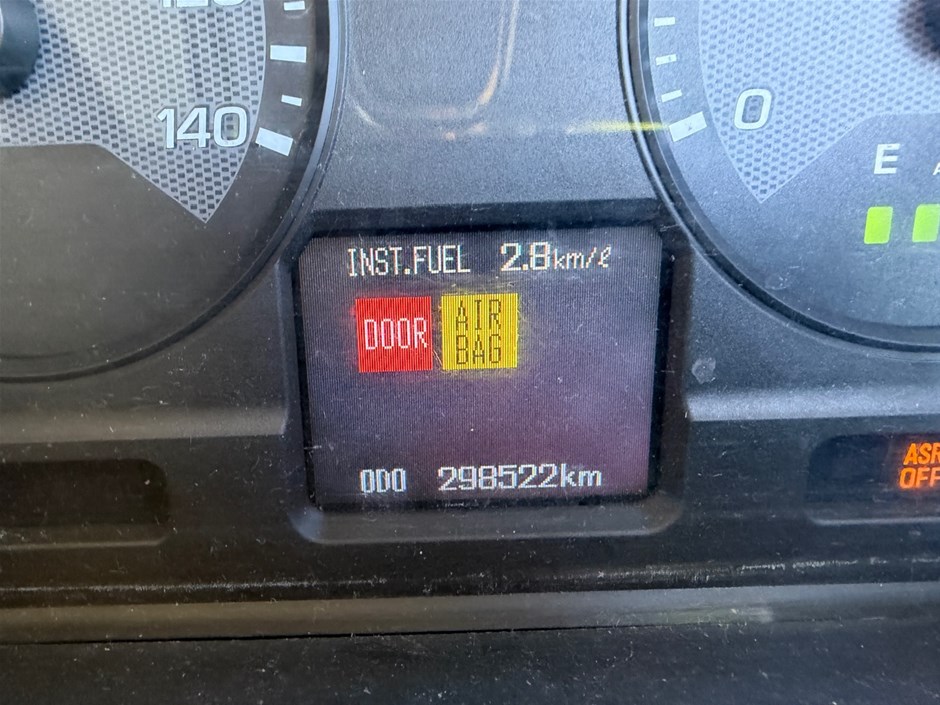 140
0
E
INST.FUEL 2.8km/ℓ
DOOR
AIR
BAG
ASR
OFF
ODO 298522km